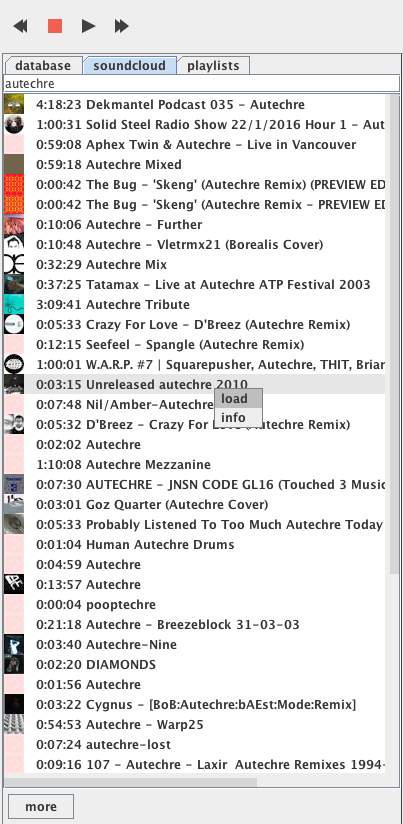 database soundcloud playlists
autechre
4:18:23 Dekmantel Podcast 035 - Autechre
1:00:31 Solid Steel Radio Show 22/1/2016 Hour 1 - Aut
0:59:08 Aphex Twin & Autechre - Live in Vancouver
0:59:18 Autechre Mixed
0:00:42 The Bug - 'Skeng' (Autechre Remix) (PREVIEW ED
0:00:42 The Bug - 'Skeng' (Autechre Remix - PREVIEW ED
0:10:06 Autechre - Further
0:10:48 Autechre - Vletrmx21 (Borealis Cover)
0:32:29 Autechre Mix
0:37:25 Tatamax - Live at Autechre ATP Festival 2003
3:09:41 Autechre Tribute
0:05:33 Crazy For Love - D'Breez (Autechre Remix)
0:12:15 Seefeel - Spangle (Autechre Remix)
1:00:01 W.A.R.P. #7 | Squarepusher, Autechre, THIT, Briar
0:03:15 Unreleased autechre 2010
load
0:07:48 Nil/Amber-Autechre
info
0:05:32 D'Breez - Crazy For Love (Autechre Remix)
0:02:02 Autechre
1:10:08 Autechre Mezzanine
0:07:30 AUTECHRE - JNSN CODE GL16 (Touched 3 Music
0:03:01 Goz Quarter (Autechre Cover)
0:05:33 Probably Listened To Too Much Autechre Today
0:01:04 Human Autechre Drums
0:04:59 Autechre
0:13:57 Autechre
0:00:04 pooptechre
0:21:18 Autechre - Breezeblock 31-03-03
0:03:40 Autechre-Nine
0:02:20 DIAMONDS
0:01:56 Autechre
0:03:22 Cygnus - [BoB:Autechre:bAEst:Mode:Remix]
0:54:53 Autechre - Warp25
0:07:24 autechre-lost
0:09:16 107 - Autechre - Laxir Autechre Remixes 1994-
more